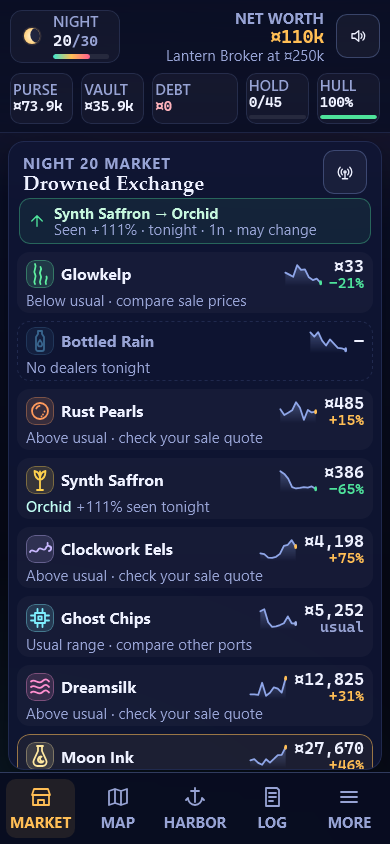 NIGHT
20/30
NET WORTH
¤110k
Lantern Broker at ¤250k
PURSE
¤73.9k
VAULT
¤35.9k
DEBT
¤0
HOLD
0/45
HULL
100%
NIGHT 20 MARKET
Drowned Exchange
Synth Saffron → Orchid
Seen +111% · tonight · 1n · may change
Glowkelp
¤33
Below usual · compare sale prices
−21%
Bottled Rain
—
No dealers tonight
Rust Pearls
¤485
Above usual · check your sale quote
+15%
Synth Saffron
¤386
Orchid +111% seen tonight
−65%
Clockwork Eels
¤4,198
Above usual · check your sale quote
+75%
Ghost Chips
¤5,252
Usual range · compare other ports
usual
Dreamsilk
¤12,825
Above usual · check your sale quote
+31%
Moon Ink
¤27,670
+46%
MARKET
MAP
HARBOR
LOG
MORE